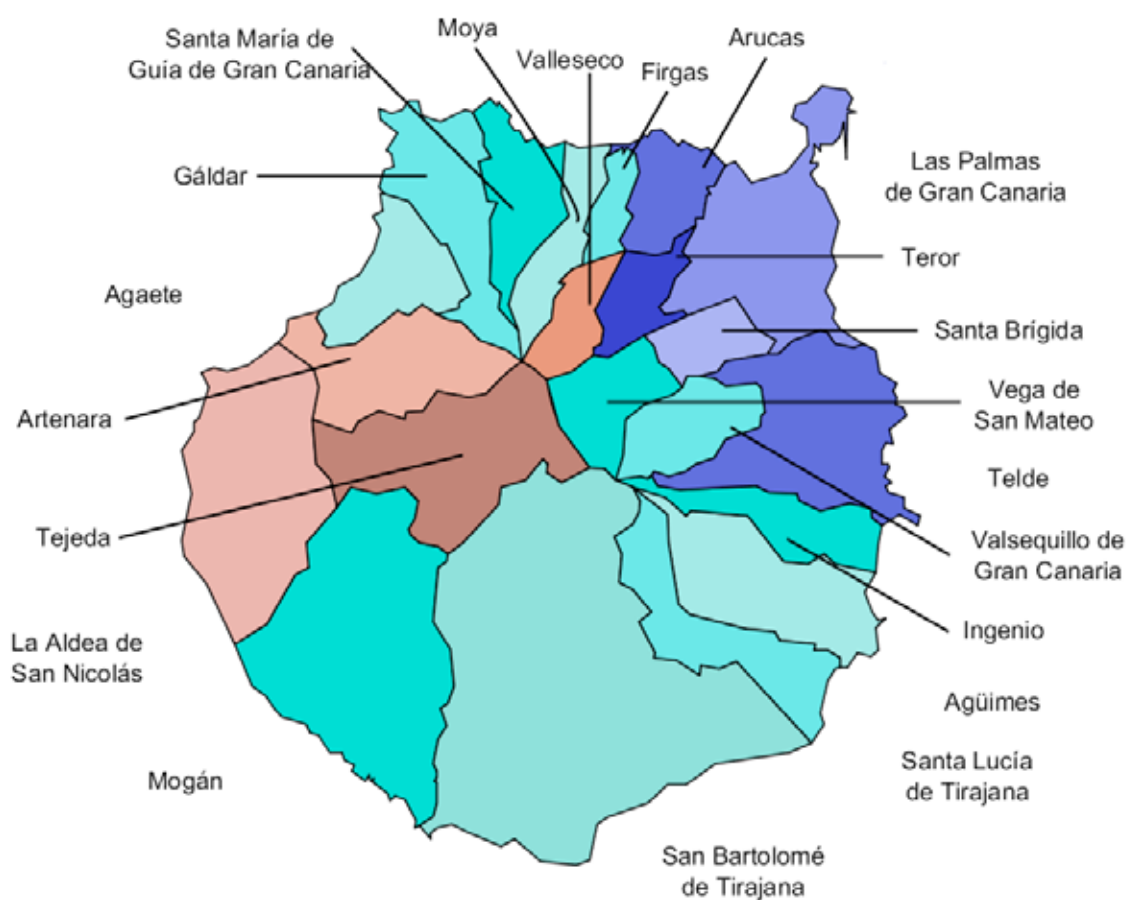 Moya
Santa María de
Guía de Gran Canaria
Valleseco
Arucas
Firgas
Gáldar
Las Palmas
de Gran Canaria
Teror
Agaete
Santa Brígida
Artenara
Vega de
San Mateo
Telde
Tejeda
Valsequillo de
Gran Canaria
Ingenio
La Aldea de
San Nicolás
Agüimes
Mogán
Santa Lucía
de Tirajana
San Bartolomé
de Tirajana